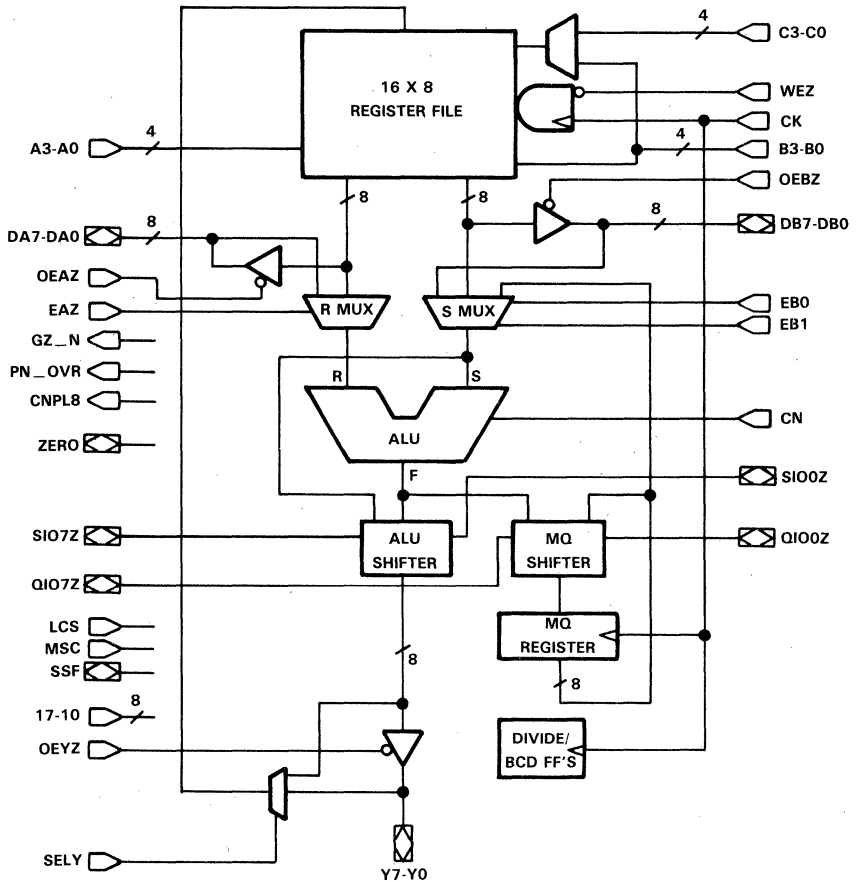 4
C3-C0
16 X 8
REGISTER FILE
WEZ
CK
4
A3-A0
4
B3-B0
OEBZ
8
8
DA7-DA0
8
8
DB7-DB0
OEAZ
EAZ
R MUX
S MUX
EB0
EB1
GZ_N
PN_OVR
R
S
CNPL8
ALU
CN
ZERO
F
SIO0Z
SIO7Z
ALU
SHIFTER
MQ
SHIFTER
QIO0Z
QIO7Z
LCS
MQ
REGISTER
MSC
SSF
8
8
17-10
8
OEYZ
DIVIDE/
BCD FF'S
SELY
Y7-Y0